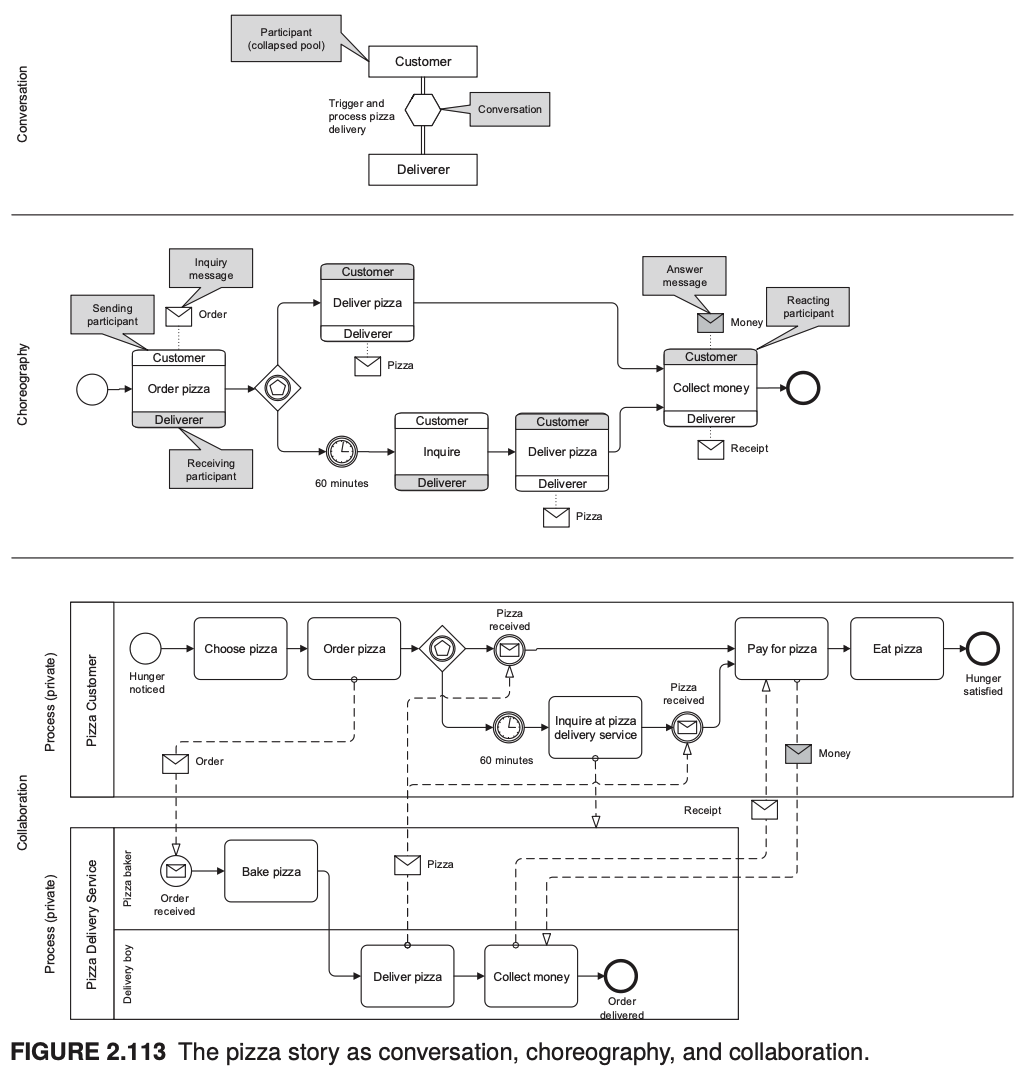 Conversation
Participant
(collapsed pool)
Customer
Trigger and
process pizza
delivery
Conversation
Deliverer
Choreography
Inquiry
message
Sending
participant
Order
Customer
Order pizza
Deliverer
Receiving
participant
Customer
Deliver pizza
Deliverer
Pizza
60 minutes
Customer
Inquire
Deliverer
Customer
Deliver pizza
Deliverer
Pizza
Answer
message
Money
Reacting
participant
Customer
Collect money
Deliverer
Receipt
Collaboration
Process (private)
Pizza Customer
Hunger
noticed
Choose pizza
Order pizza
Pizza
received
60 minutes
Inquire at pizza
delivery service
Pizza
received
Pay for pizza
Eat pizza
Hunger
satisfied
Order
Money
Receipt
Process (private)
Pizza Delivery Service
Pizza baker
Order
received
Bake pizza
Pizza
Delivery boy
Deliver pizza
Collect money
Order
delivered
FIGURE 2.113 The pizza story as conversation, choreography, and collaboration.